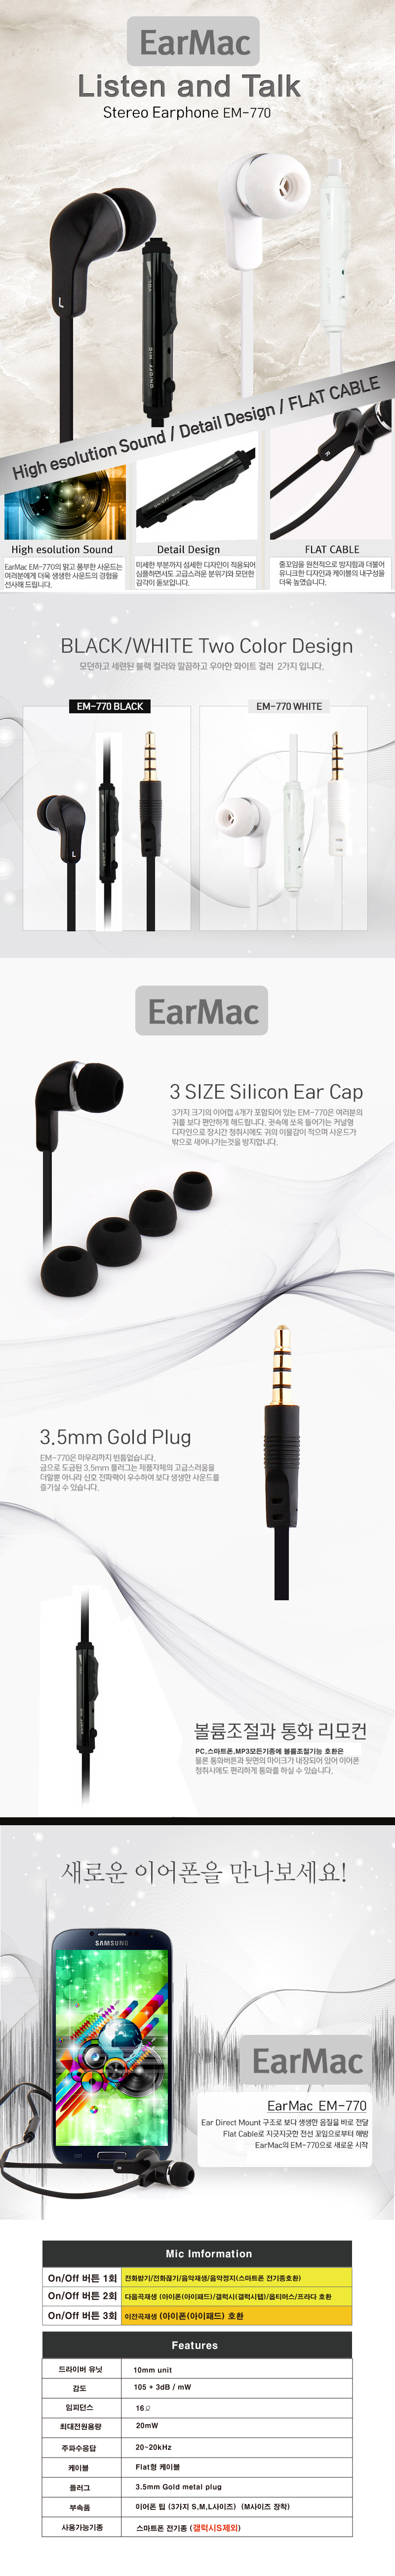 EarMac
Listen and Talk
Stereo Earphone EM-770
L
VOL
ON/OFF MIC
High esolution Sound / Detail Design / FLAT CABLE
R
High esolution Sound
EarMac EM-770의 맑고 풍부한 사운드는
여러분에게 더욱 생생한 사운드의 경험을
선사해 드립니다.
Detail Design
미세한 부분까지 섬세한 디자인이 적용되어
심플하면서도 고급스러운 분위기와 모던한
감각이 돋보입니다.
FLAT CABLE
줄꼬임을 원천적으로 방지함과 더불어
유니크한 디자인과 케이블의 내구성을
더욱 높였습니다.
BLACK/WHITE Two Color Design
모던하고 세련된 블랙 컬러와 깔끔하고 우아한 화이트 컬러 2가지 입니다.
EM-770 BLACK
EM-770 WHITE
L
EarMac
3 SIZE Silicon Ear Cap
3가지 크기의 이어캡 4개가 포함되어 있는 EM-770은 여러분의
귀를 보다 편안하게 해드립니다. 귓속에 쏘옥 들어가는 커널형
디자인으로 장시간 청취시에도 귀의 이물감이 적으며 사운드가
밖으로 새어나가는것을 방지합니다.
3.5mm Gold Plug
EM-770은 마무리까지 빈틈없습니다.
금으로 도금된 3.5mm 플러그는 제품자체의 고급스러움을
더할뿐 아니라 신호 전파력이 우수하여 보다 생생한 사운드를
즐기실 수 있습니다.
볼륨조절과 통화 리모컨
PC,스마트폰,MP3모든기종에 볼륨조절기능 호환은
물론 통화버튼과 뒷면의 마이크가 내장되어 있어 이어폰
청취시에도 편리하게 통화를 하실 수 있습니다.
새로운 이어폰을 만나보세요!
SAMSUNG
EarMac
EarMac EM-770
Ear Direct Mount 구조로 보다 생생한 음질을 바로 전달
Flat Cable로 지긋지긋한 전선 꼬임으로부터 해방
EarMac의 EM-770으로 새로운 시작
R
Mic Imformation
On/Off 버튼 1회 전화받기/전화끊기/음악재생/음악정지(스마트폰 전기종호환)
On/Off 버튼 2회 다음곡재생 (아이폰(아이패드)/갤럭시(갤럭시탭)/옵티머스/프라다 호환
On/Off 버튼 3회 이전곡재생 (아이폰(아이패드) 호환
Features
드라이버 유닛 10mm unit
감도 105 + 3dB / mW
임피던스 16Ω
최대전원용량 20mW
주파수응답 20~20kHz
케이블 Flat형 케이블
플러그 3.5mm Gold metal plug
부속품 이어폰 팁 (3가지 S,M,L사이즈) (M사이즈 장착)
사용가능기종 스마트폰 전기종 (갤럭시S제외)